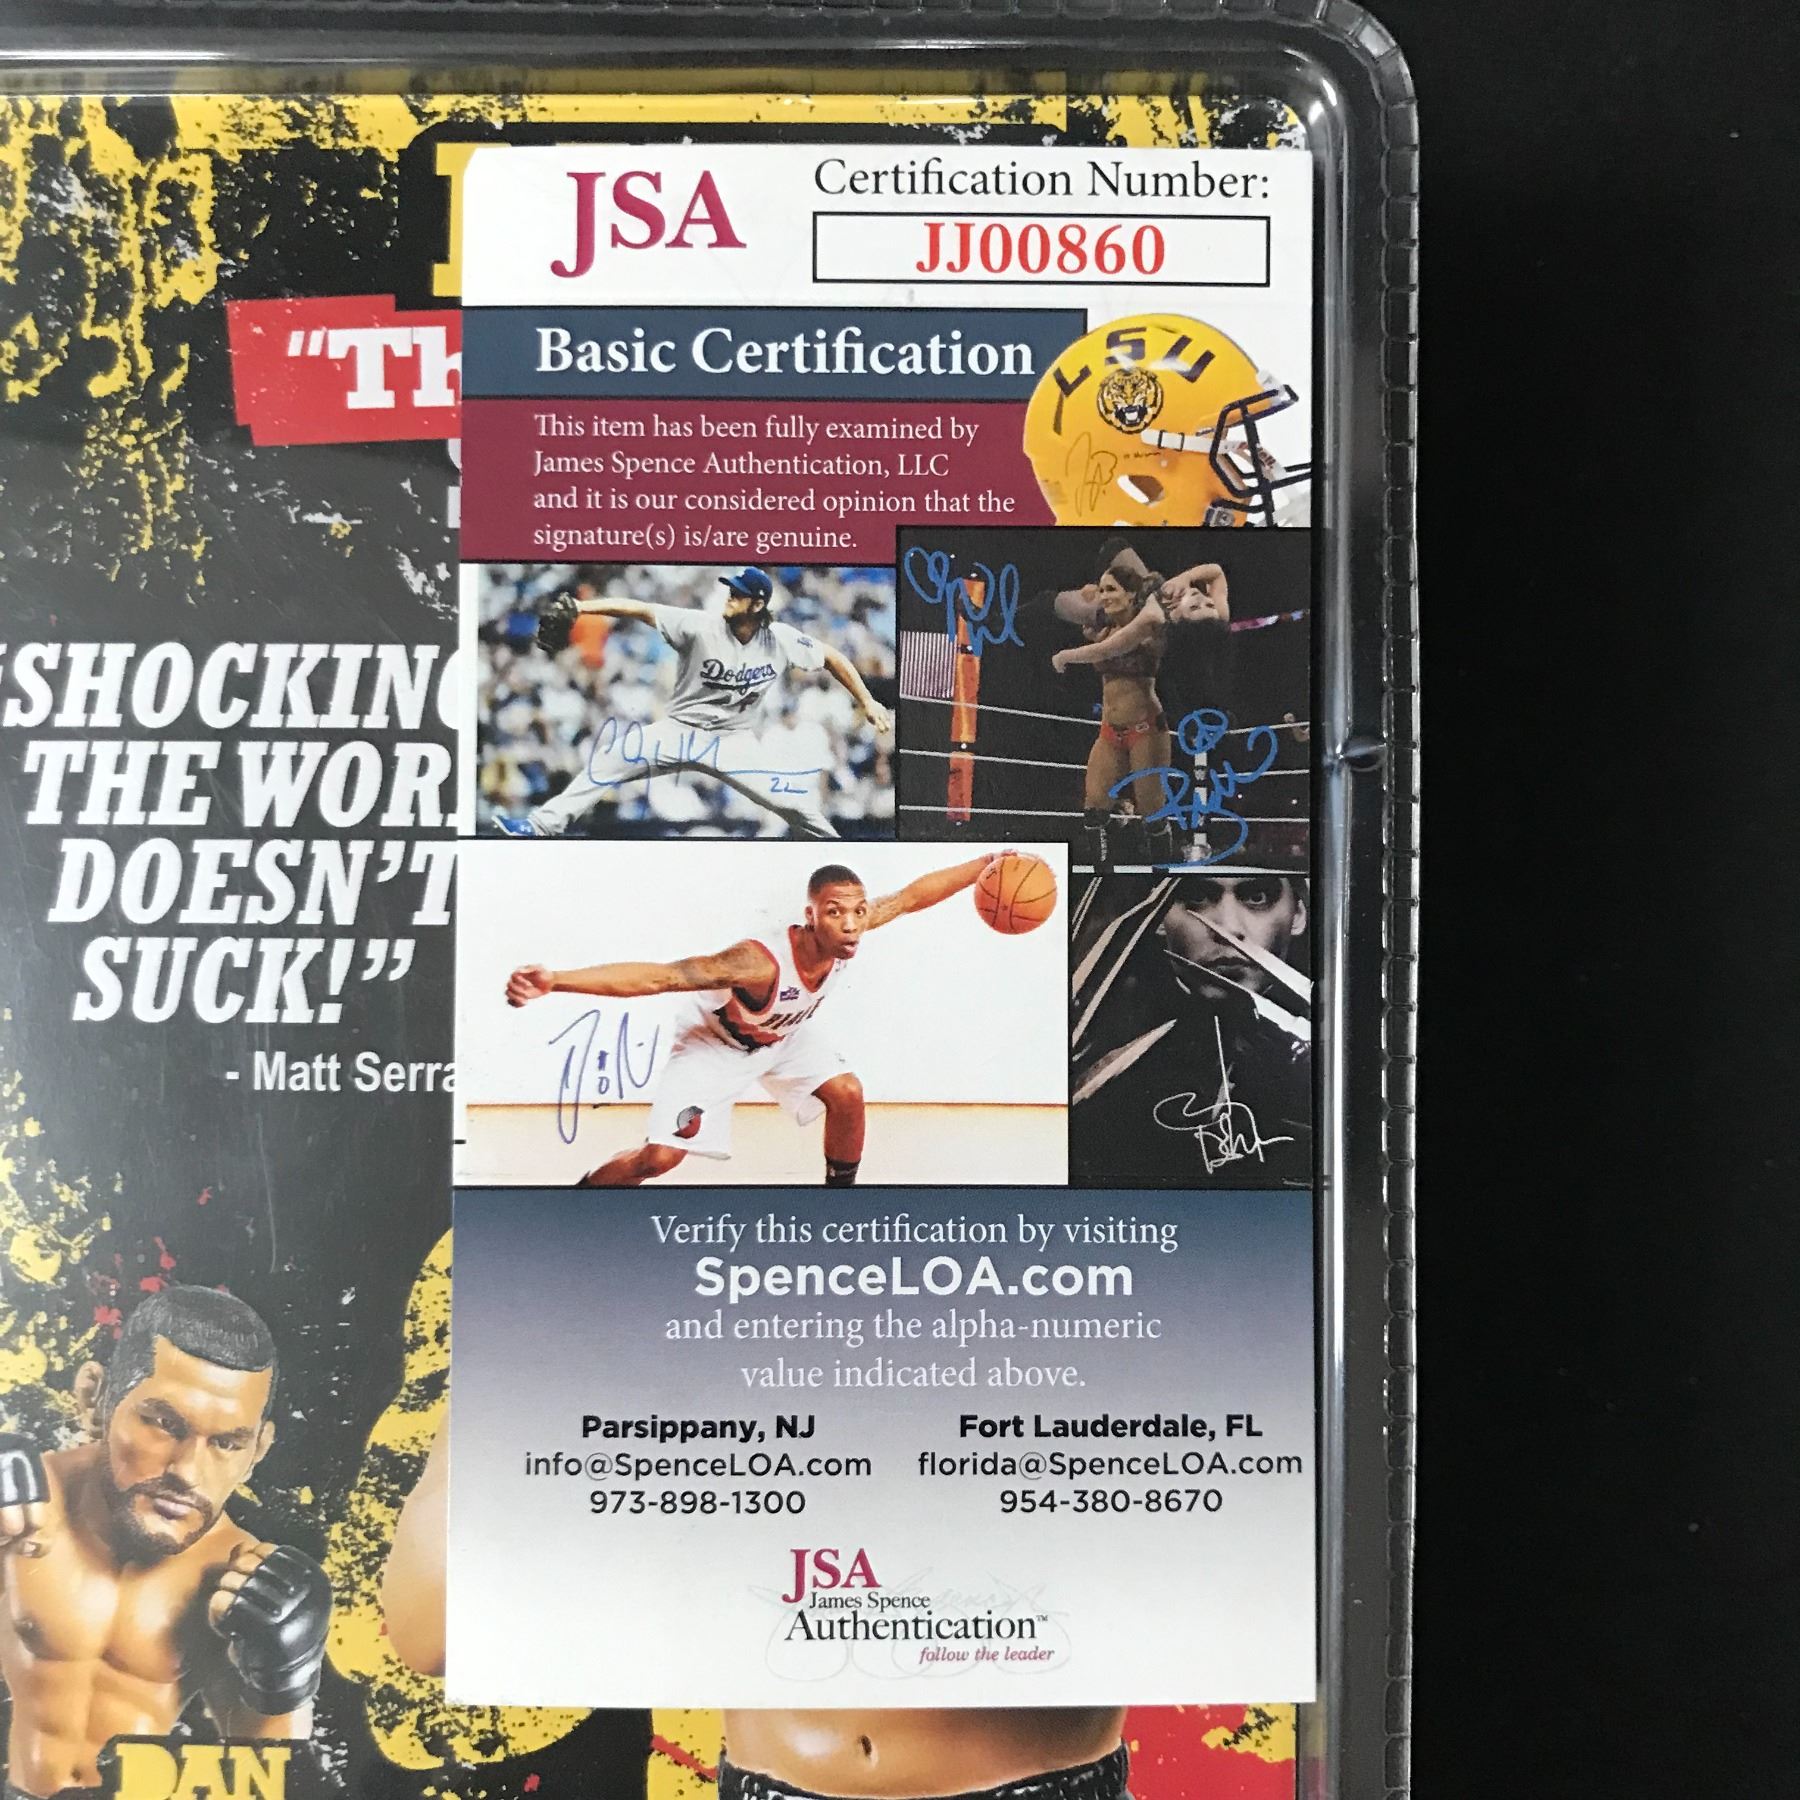 JSA
Certification Number:
JJ00860
Basic Certification
This item has been fully examined by
James Spence Authentication, LLC
and it is our considered opinion that the
signature(s) is/are genuine.
LSU
Dodgers
22
"Th
"SHOCKING
THE WOR
DOESN'T
SUCK!"
- Matt Serra
Verify this certification by visiting
SpenceLOA.com
and entering the alpha-numeric
value indicated above.
Parsippany, NJ
info@SpenceLOA.com
973-898-1300
Fort Lauderdale, FL
florida@SpenceLOA.com
954-380-8670
JSA
James Spence
Authentication™
follow the leader
DAN